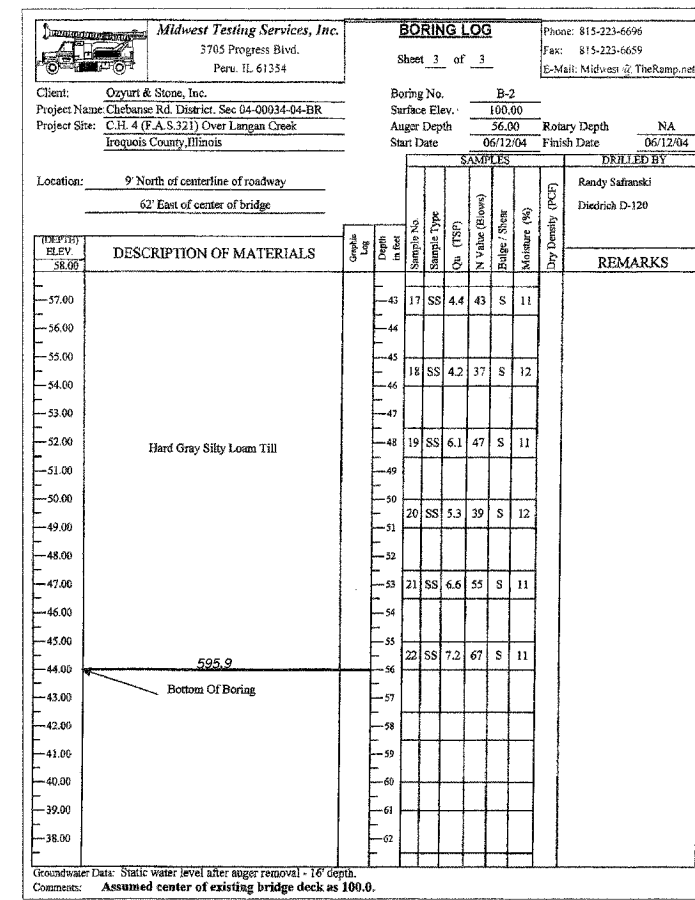 Midwest Testing Services, Inc.
3705 Progress Blvd.
Peru. IL 61354
BORING LOG
Sheet 3 of 3
Phone: 815-223-6696
Fax: 815-223-6659
E-Mail: Midwest @ TheRamp.net
Client: Ozyurt & Stone, Inc.
Project Name: Chebanse Rd. District. Sec 04-00034-04-BR
Project Site: C.H. 4 (F.A.S.321) Over Langan Creek
Iroquois County,Illinois
Boring No. B-2
Surface Elev. 100.00
Auger Depth 56.00 Rotary Depth NA
Start Date 06/12/04 Finish Date 06/12/04
Location: 9' North of centerline of roadway
62' East of center of bridge
SAMPLES
DRILLED BY
Randy Safranski
Diedrich D-120
(DEPTH) ELEV. DESCRIPTION OF MATERIALS Graphic Log Depth in feet Sample No. Sample Type Qu (TSP) N Value (Blows) Bulge / Shear Moisture (%) Dry Density (PCF) REMARKS
58.00
57.00 43 17 SS 4.4 43 S 11
56.00 44
55.00 45
18 SS 4.2 37 S 12
54.00 46
53.00 47
52.00 Hard Gray Silty Loam Till 48 19 SS 6.1 47 S 11
51.00 49
50.00 50
20 SS 5.3 39 S 12
49.00 51
48.00 52
47.00 53 21 SS 6.6 55 S 11
46.00 54
45.00 55
22 SS 7.2 67 S 11
44.00 595.9 56
Bottom Of Boring
43.00 57
42.00 58
41.00 59
40.00 60
39.00 61
38.00 62
Groundwater Data: Static water level after auger removal - 16' depth.
Comments: Assumed center of existing bridge deck as 100.0.